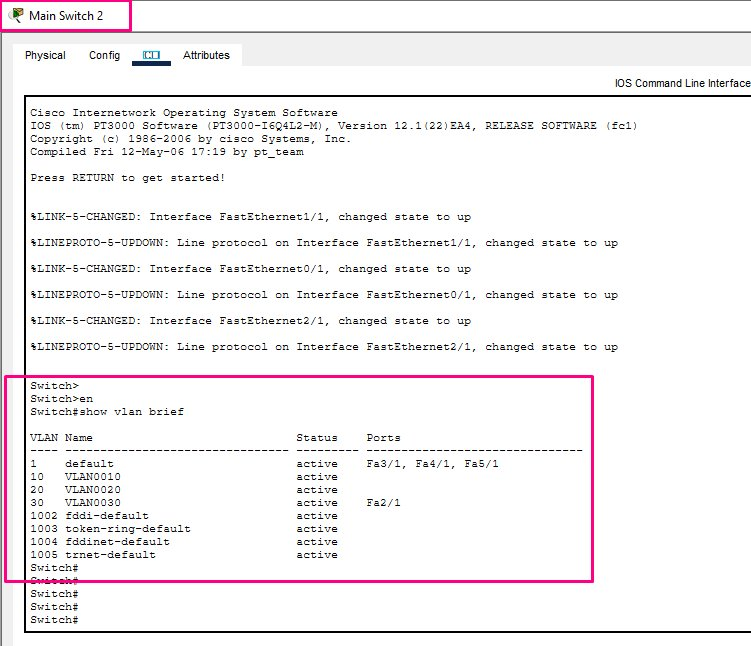 Main Switch 2
Physical Config CLI Attributes
IOS Command Line Interface
Cisco Internetwork Operating System Software
IOS (tm) PT3000 Software (PT3000-I6Q4L2-M), Version 12.1(22)EA4, RELEASE SOFTWARE (fc1)
Copyright (c) 1986-2006 by cisco Systems, Inc.
Compiled Fri 12-May-06 17:19 by pt_team
Press RETURN to get started!
%LINK-5-CHANGED: Interface FastEthernet1/1, changed state to up
%LINEPROTO-5-UPDOWN: Line protocol on Interface FastEthernet1/1, changed state to up
%LINK-5-CHANGED: Interface FastEthernet0/1, changed state to up
%LINEPROTO-5-UPDOWN: Line protocol on Interface FastEthernet0/1, changed state to up
%LINK-5-CHANGED: Interface FastEthernet2/1, changed state to up
%LINEPROTO-5-UPDOWN: Line protocol on Interface FastEthernet2/1, changed state to up
Switch>
Switch>en
Switch#show vlan brief
VLAN Name Status Ports
---- -------------------------------- --------- -------------------------------
1 default active Fa3/1, Fa4/1, Fa5/1
10 VLAN0010 active
20 VLAN0020 active
30 VLAN0030 active Fa2/1
1002 fddi-default active
1003 token-ring-default active
1004 fddinet-default active
1005 trnet-default active
Switch#
Switch#
Switch#
Switch#
Switch#